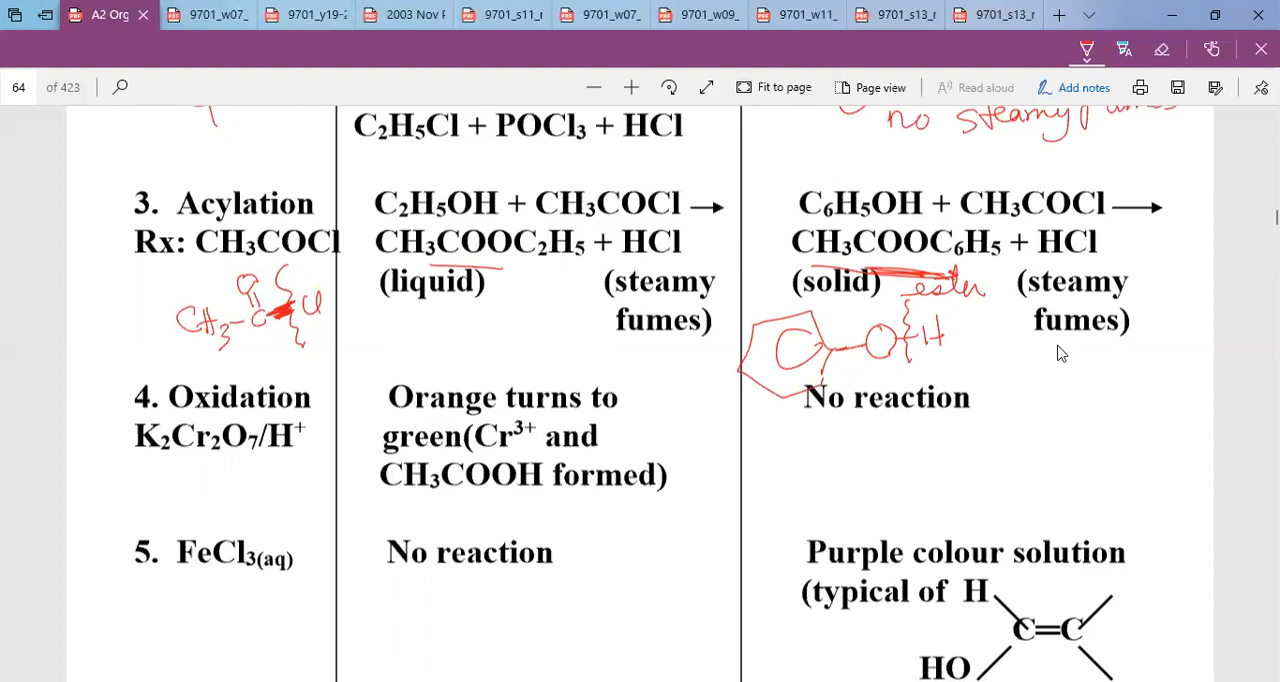 A2 Org
9701_w07_
9701_y19-2
2003 Nov F
9701_s11_r
9701_w07_
9701_w09_
9701_w11_
9701_s13_r
9701_s13_r
64 of 423
Fit to page
Page view
Read aloud
Add notes
no steamy fumes
C₂H₅Cl + POCl₃ + HCl
3. Acylation
Rx: CH₃COCl
C₂H₅OH + CH₃COCl →
CH₃COOC₂H₅ + HCl
(liquid) (steamy
fumes)
C₆H₅OH + CH₃COCl →
CH₃COOC₆H₅ + HCl
(solid) ester (steamy
fumes)
CH₃-C-Cl
O
O-H
4. Oxidation
K₂Cr₂O₇/H⁺
Orange turns to
green(Cr³⁺ and
CH₃COOH formed)
No reaction
5. FeCl₃(aq)
No reaction
Purple colour solution
(typical of H
C=C
HO